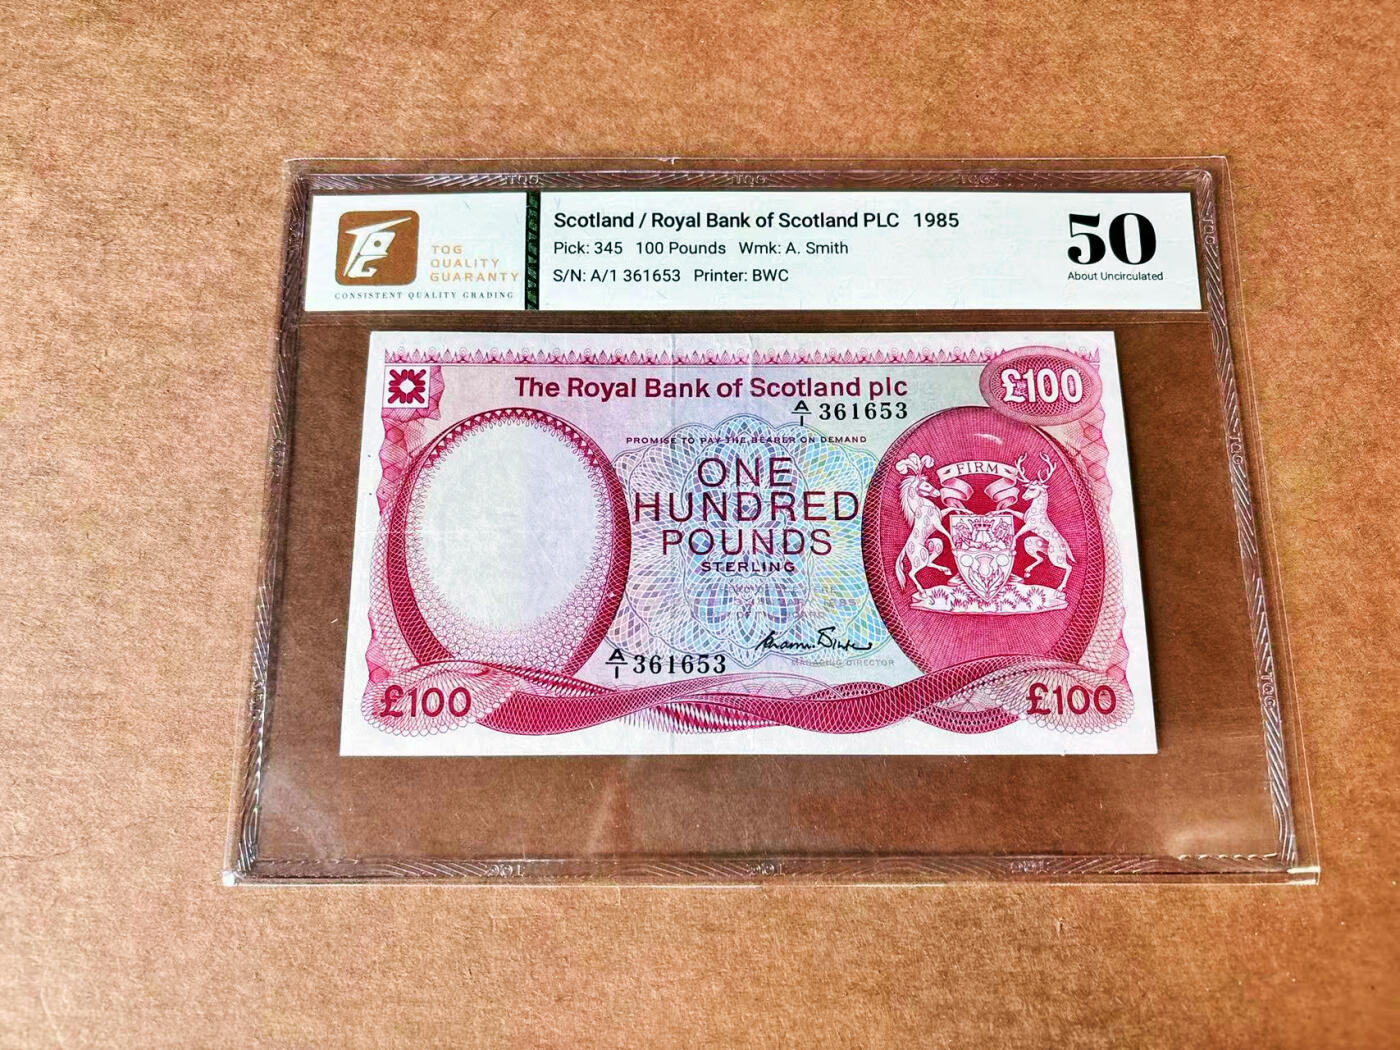 TQG
QUALITY
GUARANTY
CONSISTENT QUALITY GRADING
Scotland / Royal Bank of Scotland PLC 1985
Pick: 345 100 Pounds Wmk: A. Smith
S/N: A/1 361653 Printer: BWC
50
About Uncirculated
The Royal Bank of Scotland plc
£100
A/1 361653
PROMISE TO PAY THE BEARER ON DEMAND
ONE
HUNDRED
POUNDS
STERLING
FIRM
MANAGING DIRECTOR
A/1 361653
£100
£100